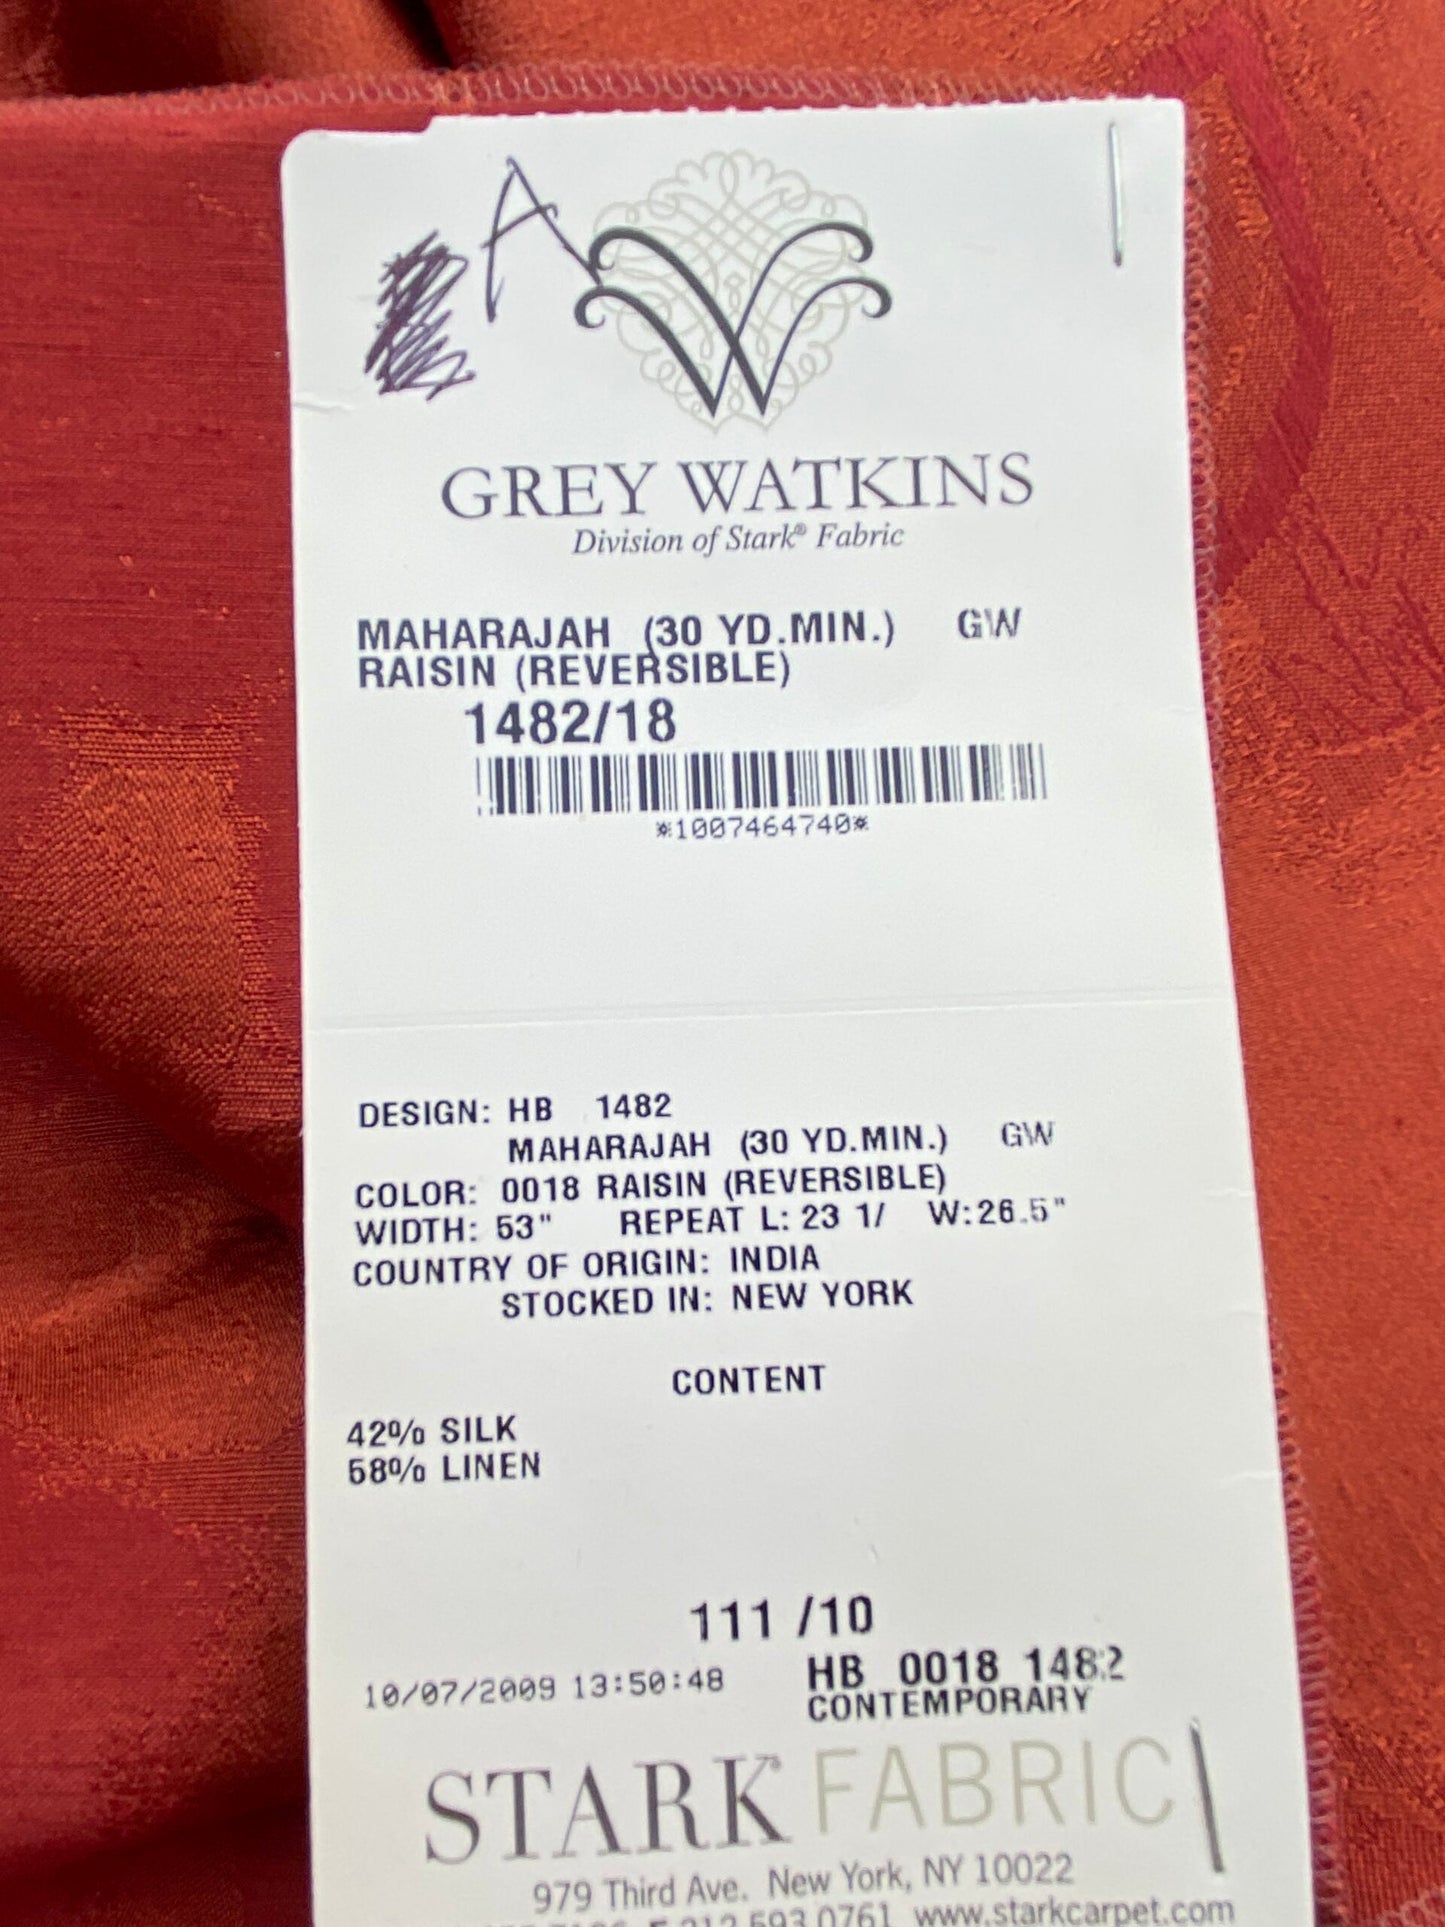 A
W
GREY WATKINS
Division of Stark® Fabric
MAHARAJAH (30 YD.MIN.) GW
RAISIN (REVERSIBLE)
1482/18
*1007464740*
DESIGN: HB 1482
MAHARAJAH (30 YD.MIN.) GW
COLOR: 0018 RAISIN (REVERSIBLE)
WIDTH: 53" REPEAT L: 23 1/ W:26.5"
COUNTRY OF ORIGIN: INDIA
STOCKED IN: NEW YORK
CONTENT
42% SILK
58% LINEN
111 /10
10/07/2009 13:50:48 HB 0018 1482
CONTEMPORARY
STARK FABRIC
979 Third Ave. New York, NY 10022
212.593.0761 www.starkcarpet.com